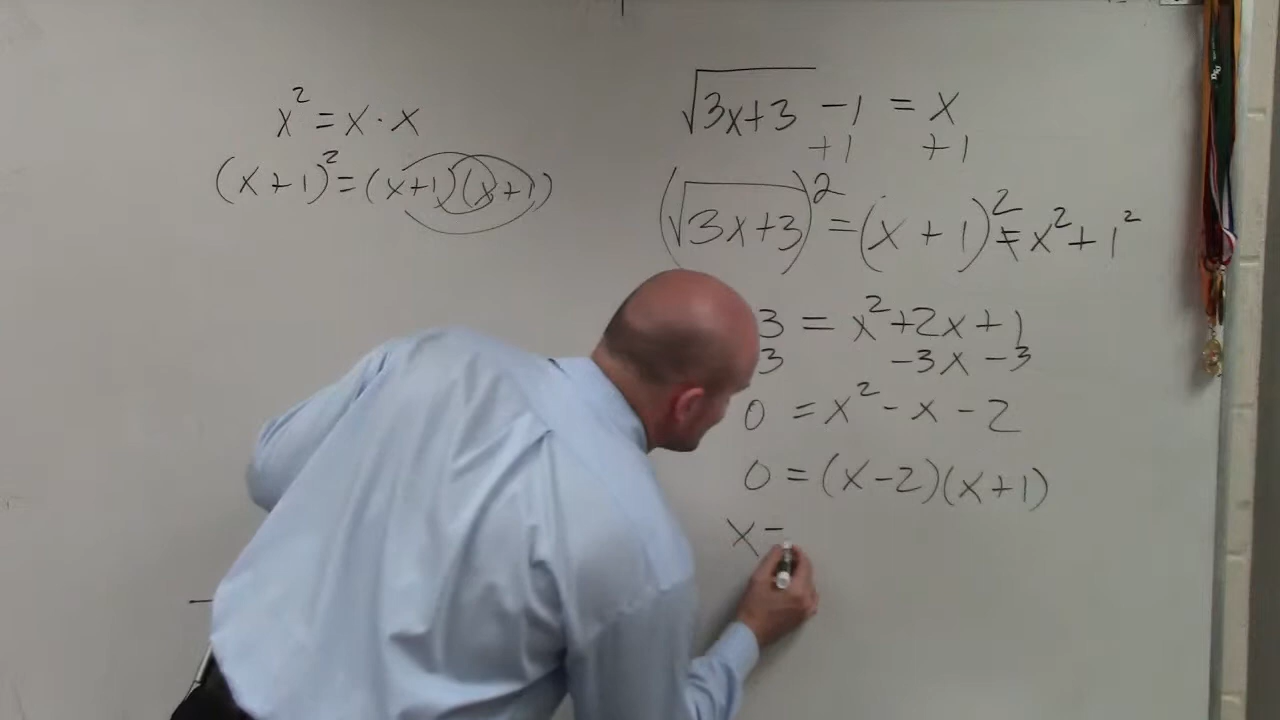 x² = x · x
(x+1)² = (x+1)(x+1)
√3x+3 - 1 = x
+1 +1
(√3x+3)² = (x + 1)² ≠ x² + 1²
3 = x² + 2x + 1
3 - 3x - 3
0 = x² - x - 2
0 = (x-2)(x+1)
x =